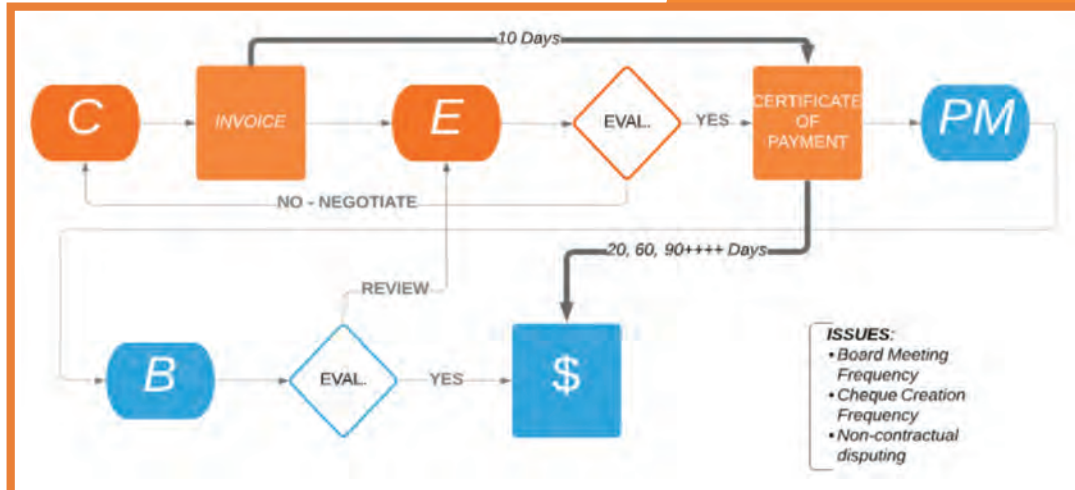 10 Days
C
INVOICE
E
EVAL.
YES
CERTIFICATE
OF
PAYMENT
PM
NO - NEGOTIATE
20, 60, 90++++ Days
REVIEW
B
EVAL.
YES
$
ISSUES:
• Board Meeting
Frequency
• Cheque Creation
Frequency
• Non-contractual
disputing